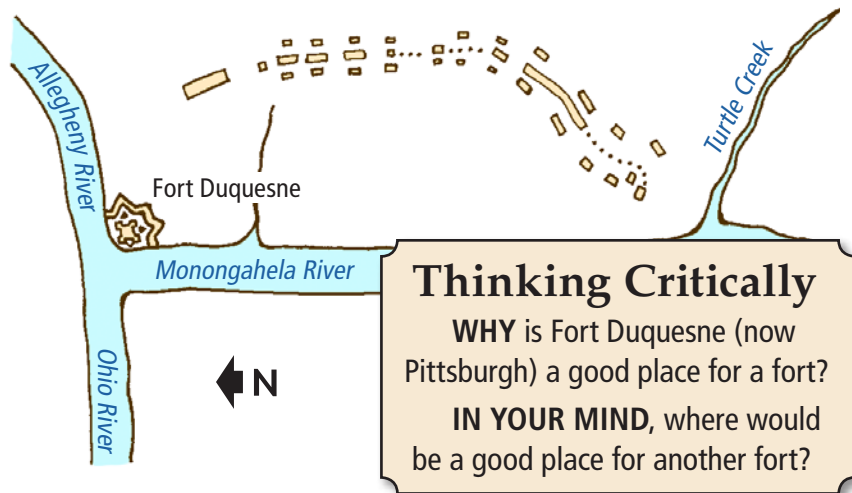 Allegheny River
Turtle Creek
Fort Duquesne
Monongahela River
Ohio River
N
Thinking Critically
WHY is Fort Duquesne (now
Pittsburgh) a good place for a fort?
IN YOUR MIND, where would
be a good place for another fort?